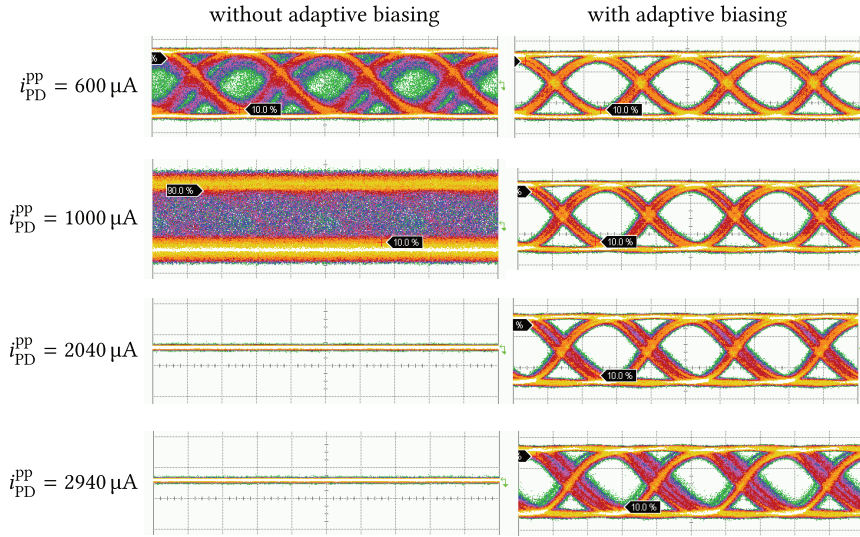 without adaptive biasing with adaptive biasing
i_PD^pp = 600 µA % 10.0 % 10.0 %
i_PD^pp = 1000 µA 90.0 % 10.0 % % 10.0 %
i_PD^pp = 2040 µA % 10.0 %
i_PD^pp = 2940 µA % 10.0 %